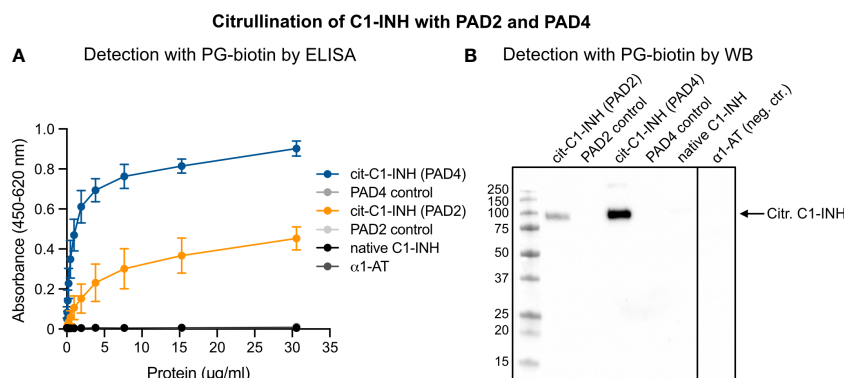 Citrullination of C1-INH with PAD2 and PAD4
A Detection with PG-biotin by ELISA
Absorbance (450-620 nm)
1.0
0.8
0.6
0.4
0.2
0
0 5 10 15 20 25 30 35
Protein (µg/ml)
cit-C1-INH (PAD4)
PAD4 control
cit-C1-INH (PAD2)
PAD2 control
native C1-INH
α1-AT
B Detection with PG-biotin by WB
cit-C1-INH (PAD2)
PAD2 control
cit-C1-INH (PAD4)
PAD4 control
native C1-INH
α1-AT (neg. ctr.)
250
150
100
75
50
37
25
20
15
Citr. C1-INH